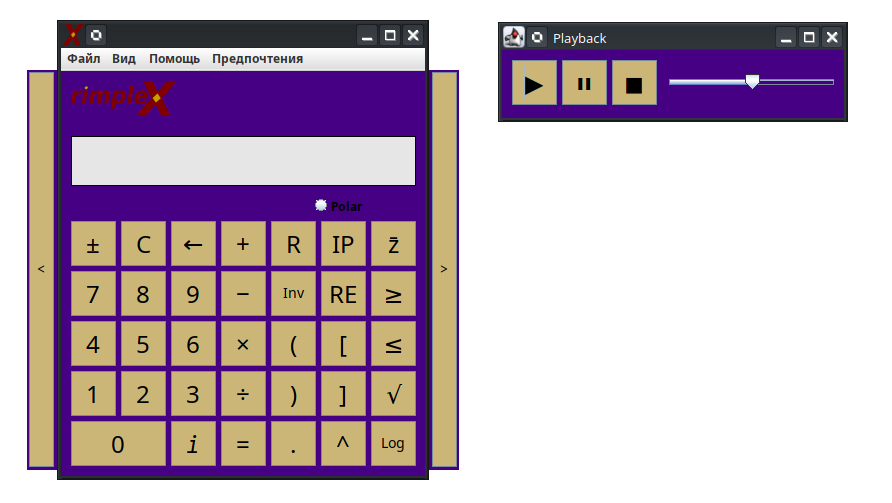 Файл Вид Помощь Предпочтения
rimpleX
Polar
± C ← + R IP z̄
7 8 9 − Inv RE ≥
< >
4 5 6 × ( [ ≤
1 2 3 ÷ ) ] √
0 i = . ^ Log
Playback